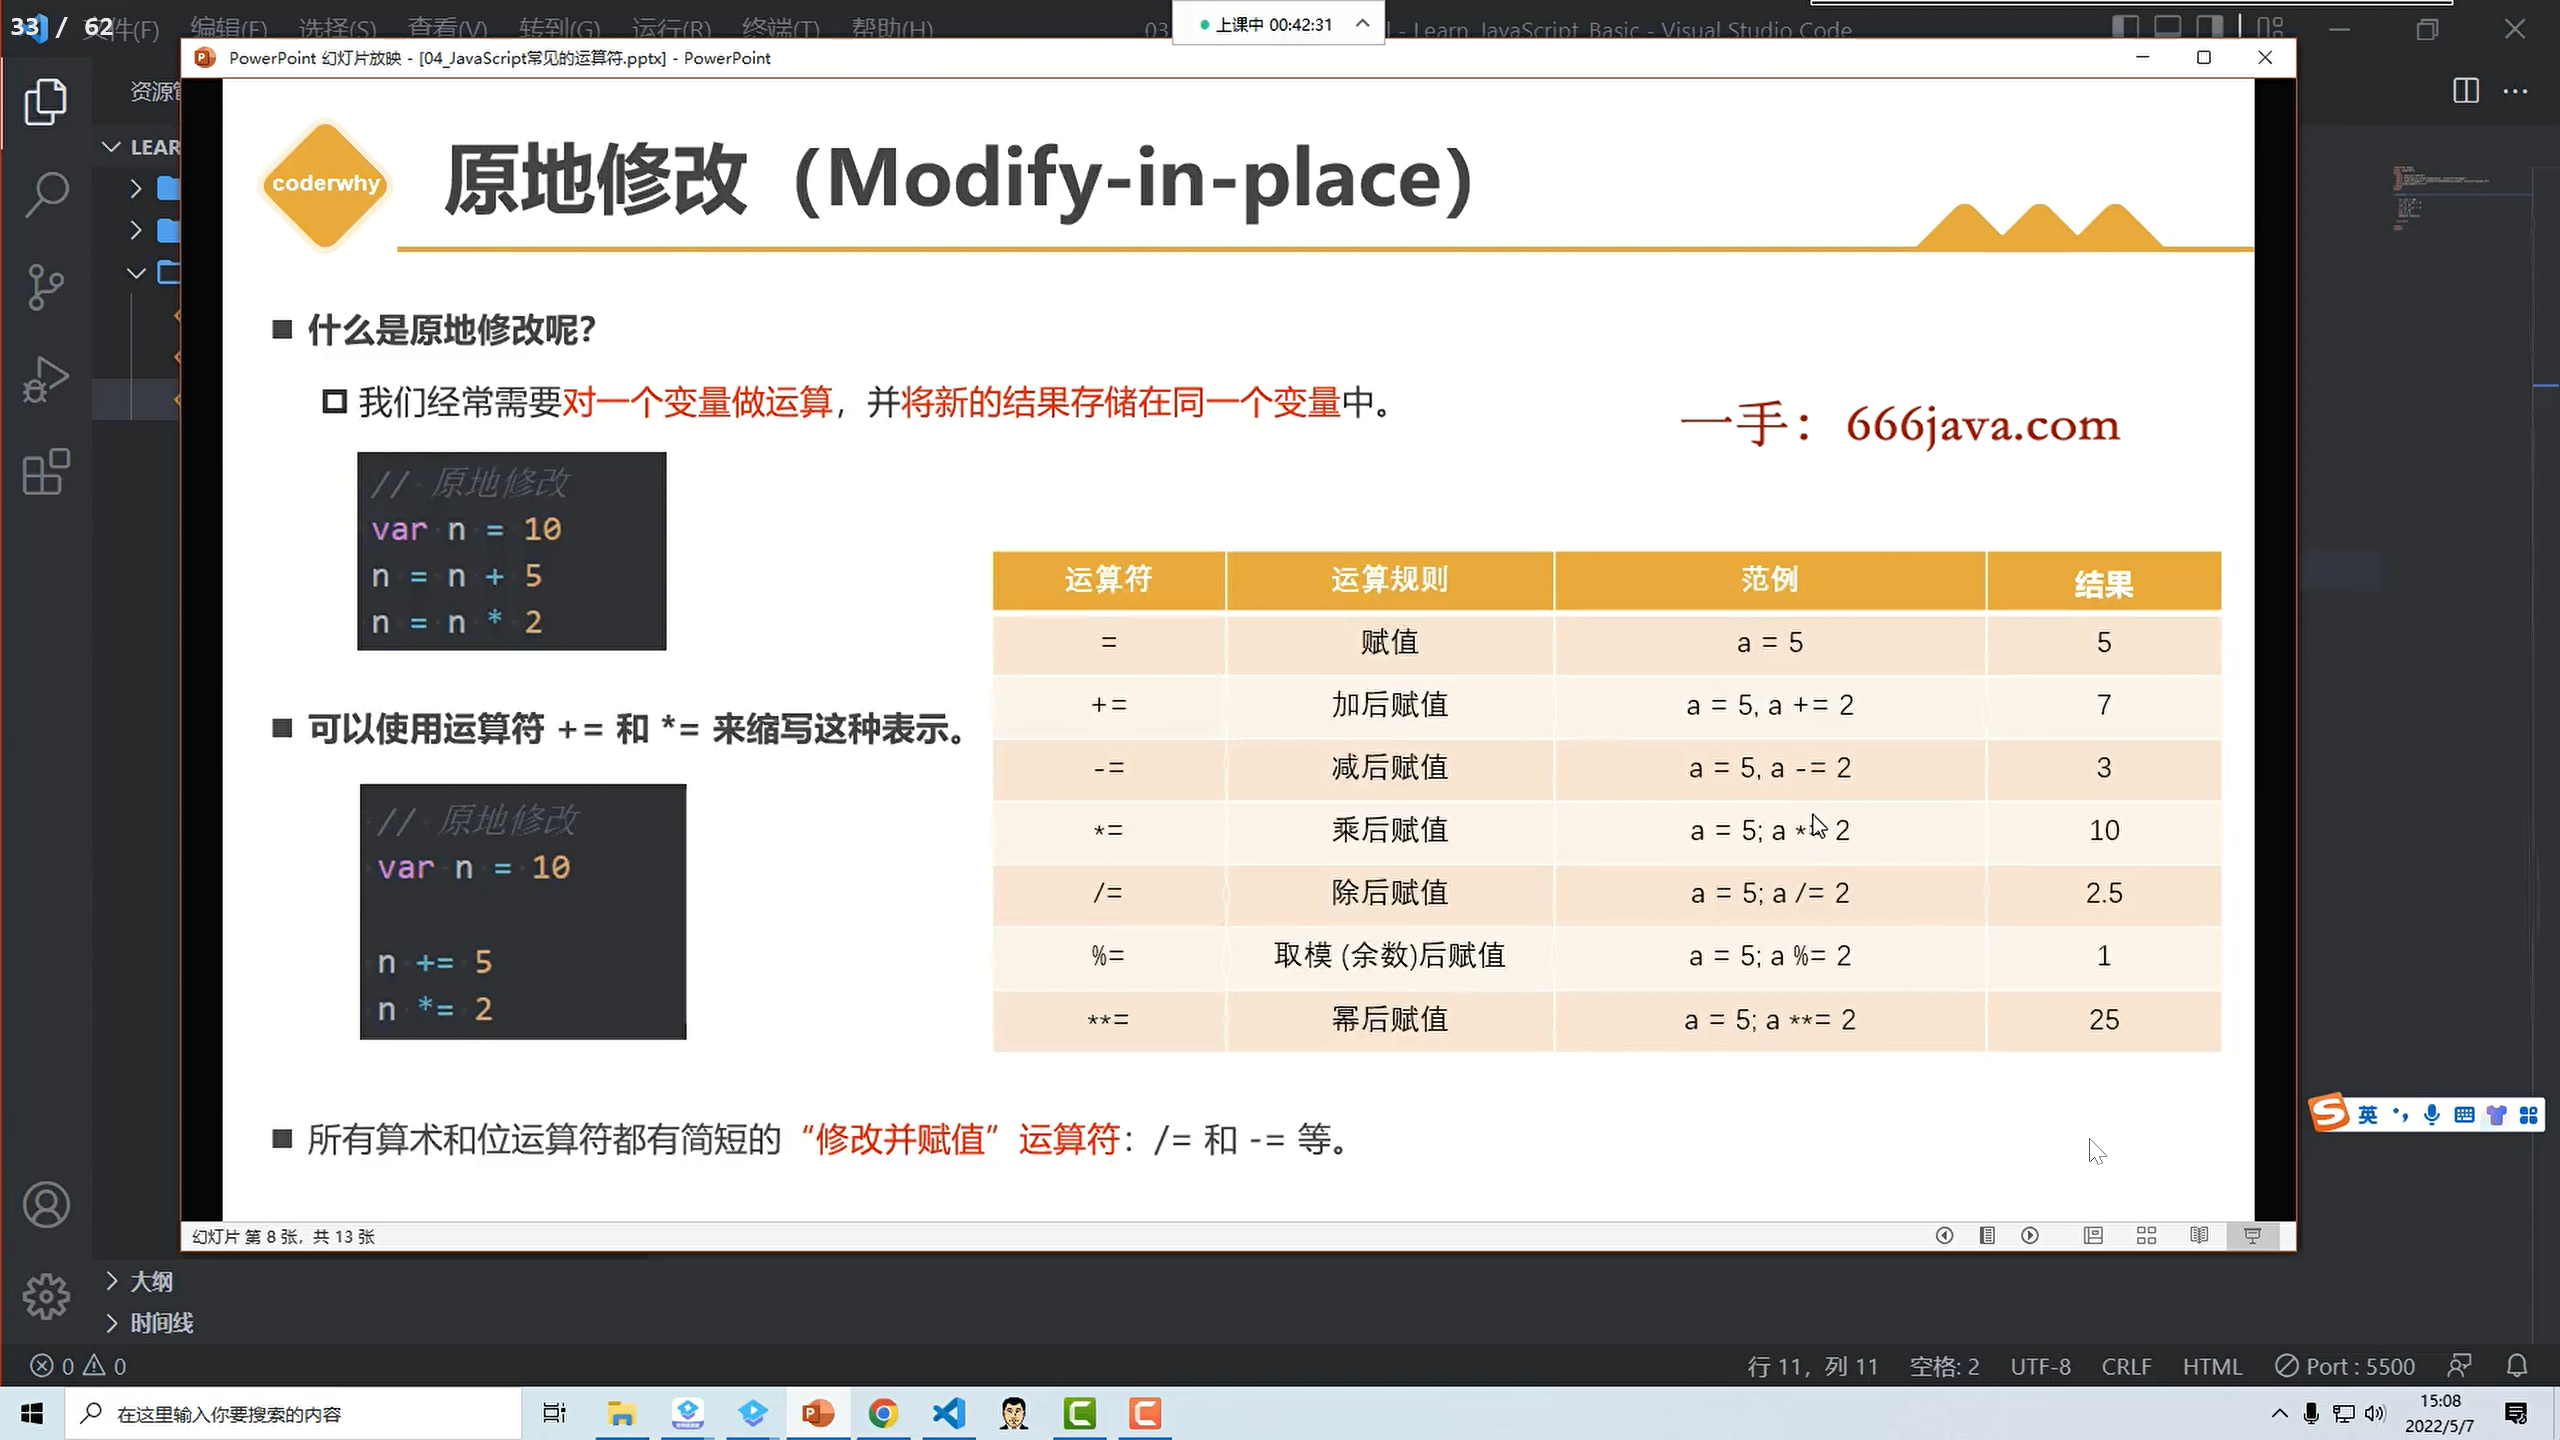 33 / 62
文件(F) 编辑(E) 选择(S) 查看(V) 转到(G) 运行(R) 终端(T) 帮助(H)
上课中 00:42:31
- Learn_JavaScript_Basic - Visual Studio Code
PowerPoint 幻灯片放映 - [04_JavaScript常见的运算符.pptx] - PowerPoint
LEAR
coderwhy
原地修改（Modify-in-place）
什么是原地修改呢？
我们经常需要对一个变量做运算，并将新的结果存储在同一个变量中。
一手：666java.com
// 原地修改
var n = 10
n = n + 5
n = n * 2
可以使用运算符 += 和 *= 来缩写这种表示。
// 原地修改
var n = 10
n += 5
n *= 2
运算符 运算规则 范例 结果
= 赋值 a = 5 5
+= 加后赋值 a = 5, a += 2 7
-= 减后赋值 a = 5, a -= 2 3
*= 乘后赋值 a = 5; a * 2 10
/= 除后赋值 a = 5; a /= 2 2.5
%= 取模 (余数)后赋值 a = 5; a %= 2 1
**= 幂后赋值 a = 5; a **= 2 25
所有算术和位运算符都有简短的“修改并赋值”运算符：/= 和 -= 等。
英
幻灯片 第 8 张，共 13 张
大纲
时间线
0 0
行 11，列 11 空格: 2 UTF-8 CRLF HTML Port : 5500
在这里输入你要搜索的内容
15:08
2022/5/7